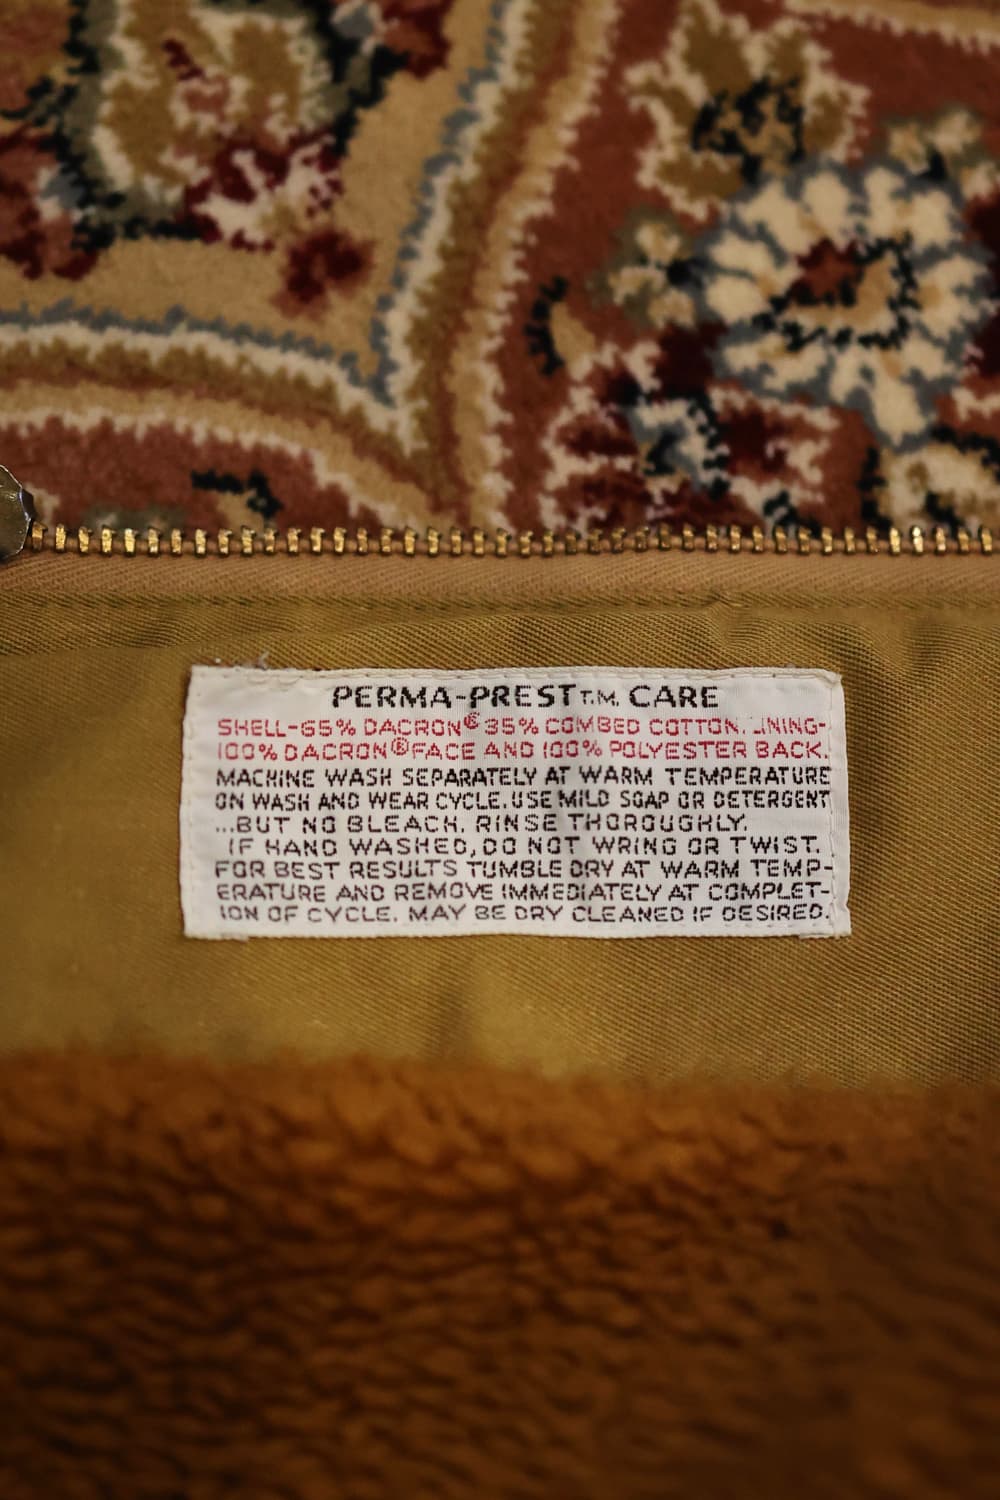 PERMA-PREST T.M. CARE
SHELL-65% DACRON® 35% COMBED COTTON. LINING-
100% DACRON® FACE AND 100% POLYESTER BACK.
MACHINE WASH SEPARATELY AT WARM TEMPERATURE
ON WASH AND WEAR CYCLE. USE MILD SOAP OR DETERGENT
...BUT NO BLEACH. RINSE THOROUGHLY.
IF HAND WASHED, DO NOT WRING OR TWIST.
FOR BEST RESULTS TUMBLE DRY AT WARM TEMP-
ERATURE AND REMOVE IMMEDIATELY AT COMPLET-
ION OF CYCLE. MAY BE DRY CLEANED IF DESIRED.